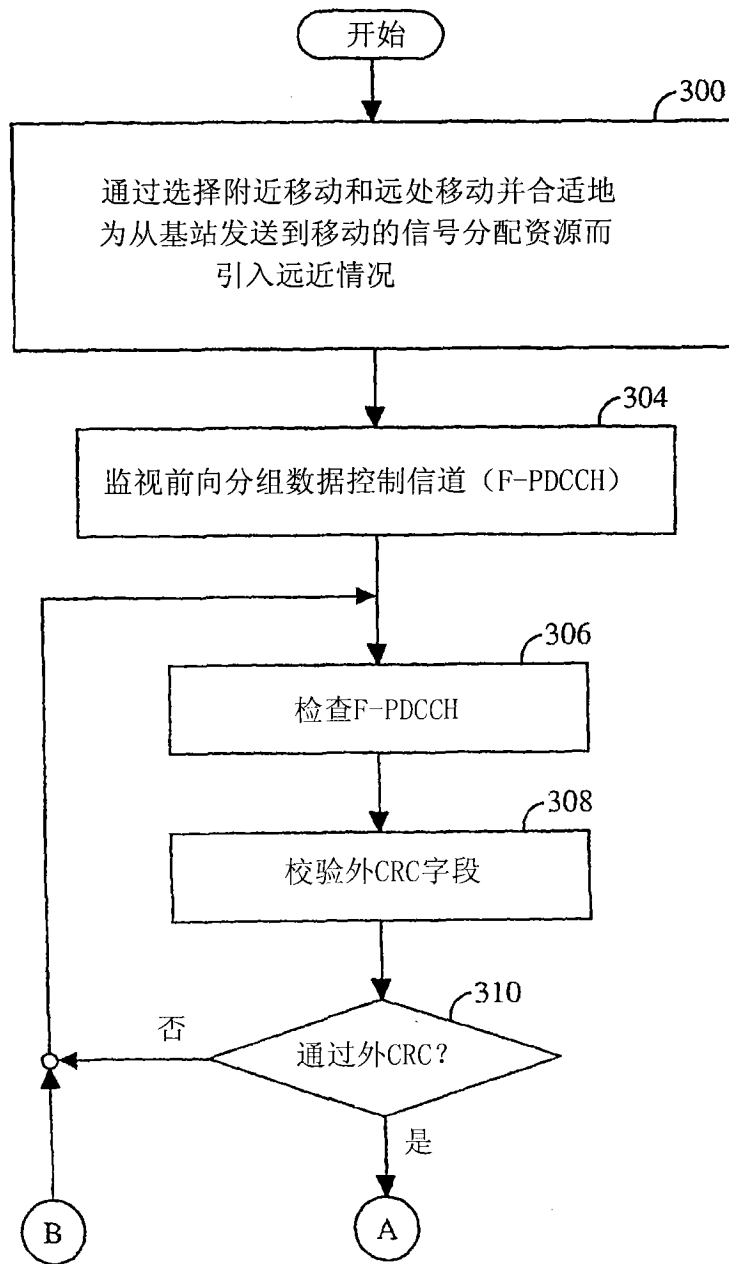 开始
300
通过选择附近移动和远处移动并合适地
为从基站发送到移动的信号分配资源而
引入远近情况
304
监视前向分组数据控制信道（F-PDCCH）
306
检查F-PDCCH
308
校验外CRC字段
310
通过外CRC?
否
是
B
A